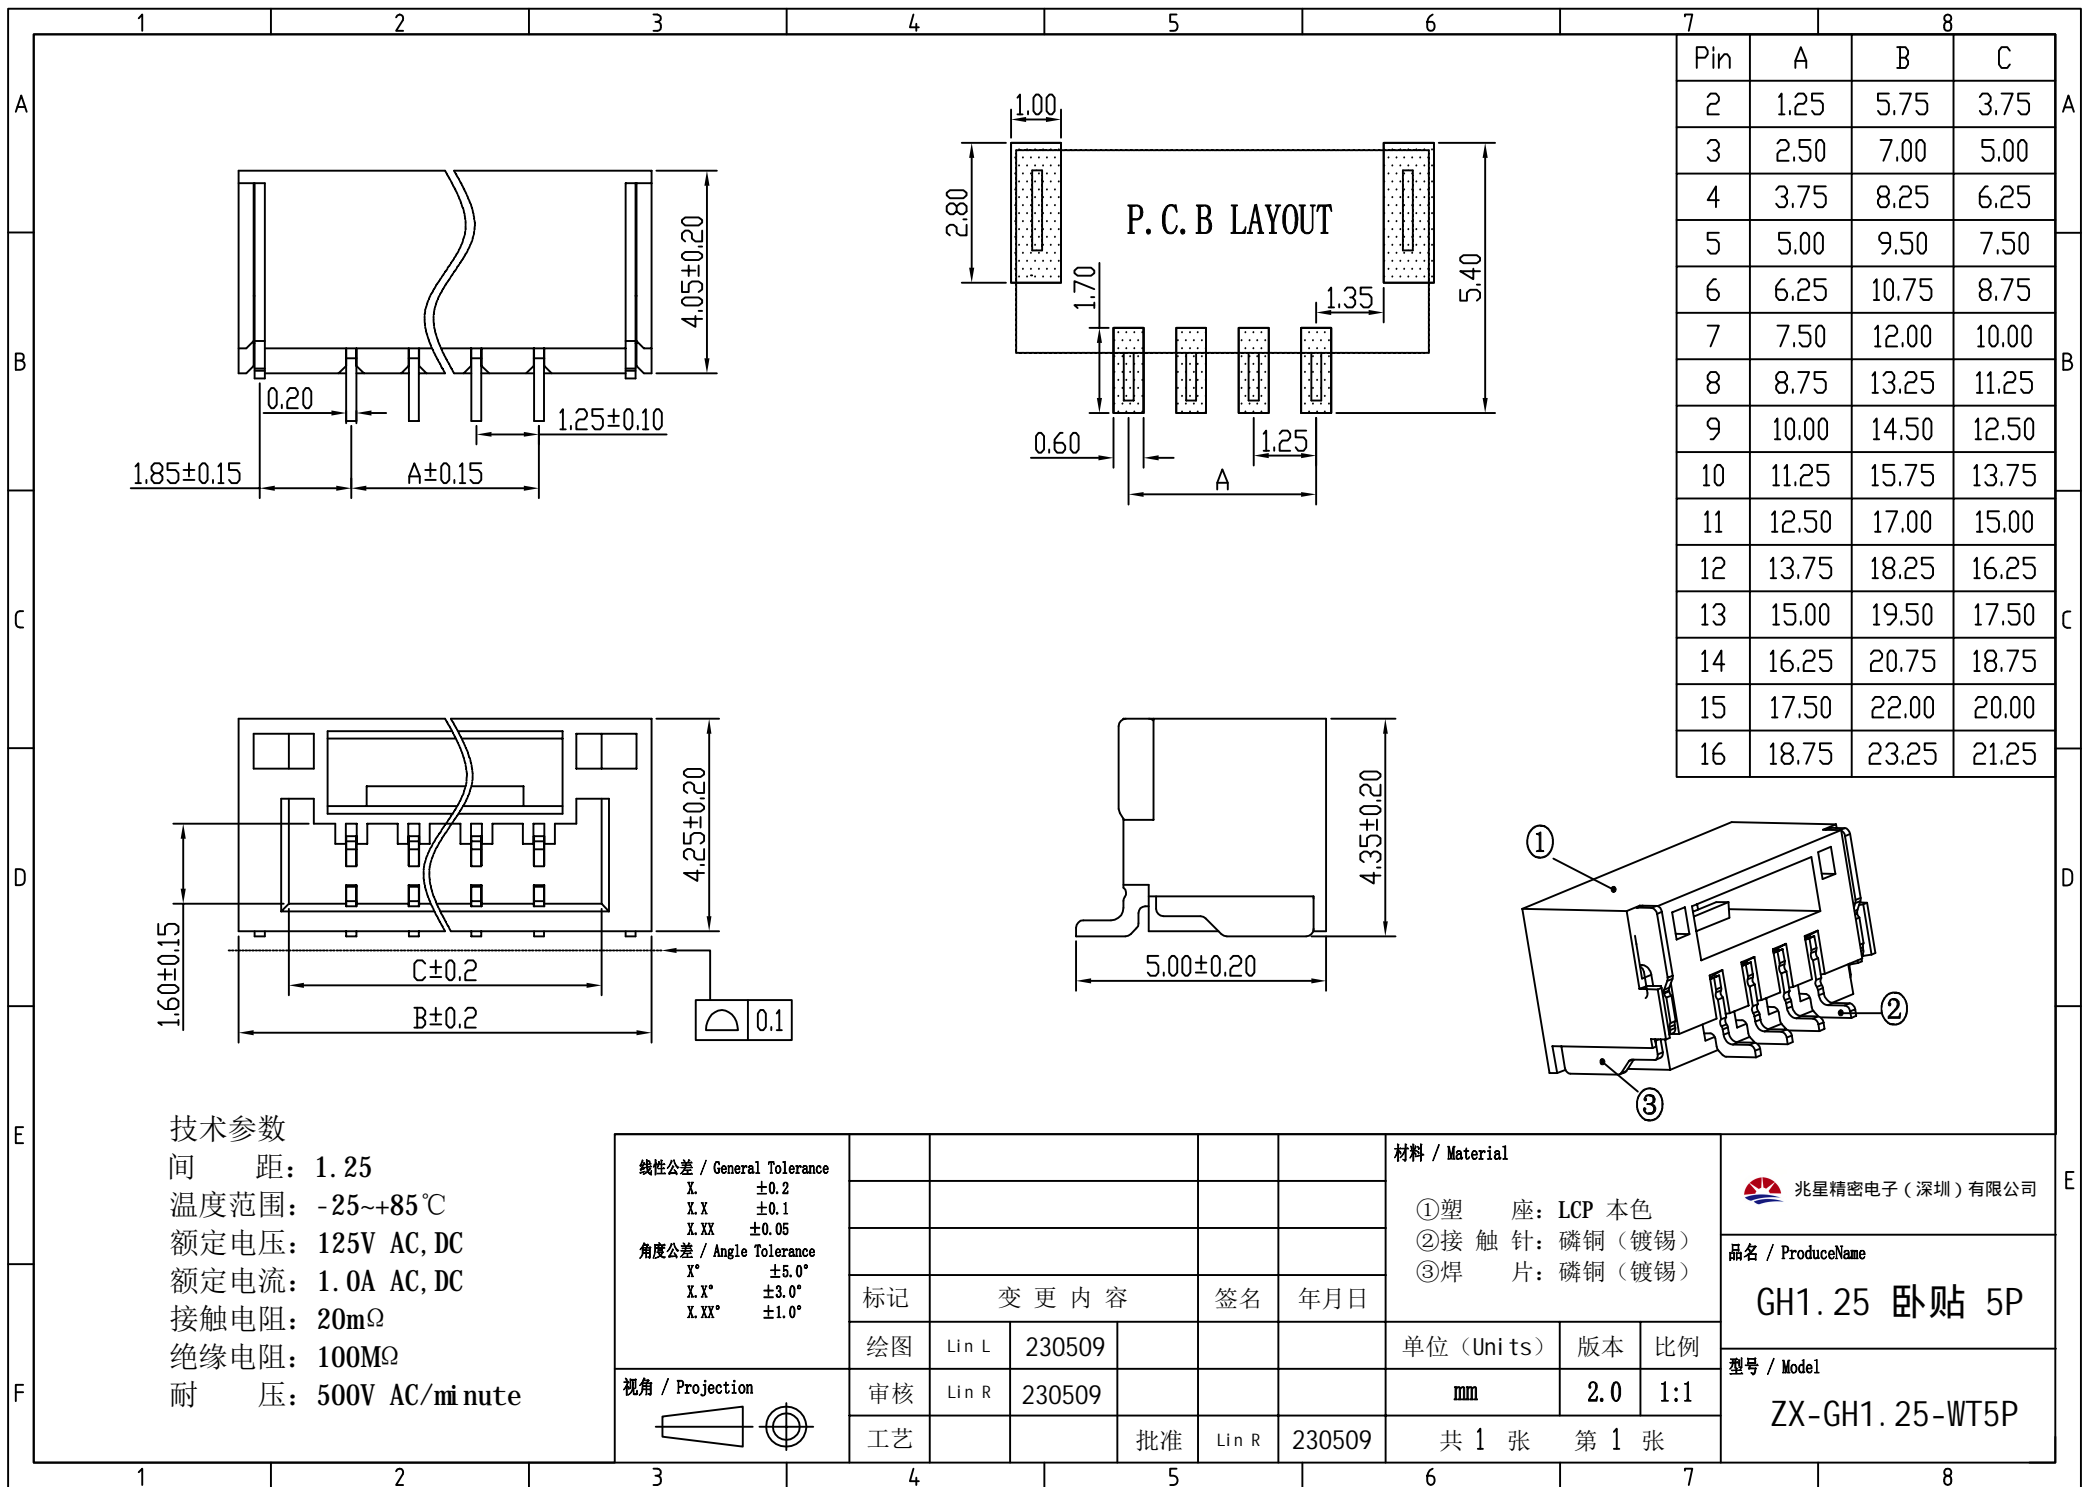 1 2 3 4 5 6 7 8
A
B
C
D
E
F
A
B
C
D
E
Pin A B C
2 1.25 5.75 3.75
3 2.50 7.00 5.00
4 3.75 8.25 6.25
5 5.00 9.50 7.50
6 6.25 10.75 8.75
7 7.50 12.00 10.00
8 8.75 13.25 11.25
9 10.00 14.50 12.50
10 11.25 15.75 13.75
11 12.50 17.00 15.00
12 13.75 18.25 16.25
13 15.00 19.50 17.50
14 16.25 20.75 18.75
15 17.50 22.00 20.00
16 18.75 23.25 21.25
4.05±0.20
0.20
1.25±0.10
1.85±0.15
A±0.15
1.00
2.80
P.C.B LAYOUT
1.70
1.35
5.40
0.60
1.25
A
4.25±0.20
1.60±0.15
C±0.2
B±0.2
0.1
4.35±0.20
5.00±0.20
①
②
③
技术参数
间 距: 1.25
温度范围: -25~+85℃
额定电压: 125V AC,DC
额定电流: 1.0A AC,DC
接触电阻: 20mΩ
绝缘电阻: 100MΩ
耐 压: 500V AC/minute
线性公差 / General Tolerance
X. ±0.2
X.X ±0.1
X.XX ±0.05
角度公差 / Angle Tolerance
X° ±5.0°
X.X° ±3.0°
X.XX° ±1.0°
视角 / Projection
标记 变更内容 签名 年月日
绘图 Lin L 230509
审核 Lin R 230509
工艺 批准 Lin R 230509
材料 / Material
①塑 座: LCP 本色
②接 触 针: 磷铜（镀锡）
③焊 片: 磷铜（镀锡）
单位（Units） 版本 比例
mm 2.0 1:1
共 1 张 第 1 张
兆星精密电子（深圳）有限公司
品名 / ProduceName
GH1.25 卧贴 5P
型号 / Model
ZX-GH1.25-WT5P
1 2 3 4 5 6 7 8